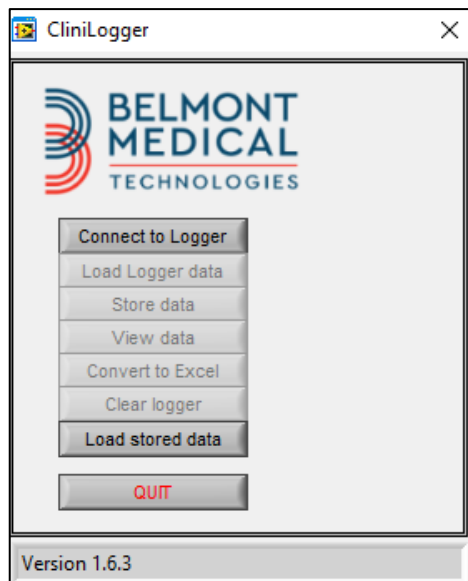 CliniLogger
BELMONT
MEDICAL
TECHNOLOGIES
Connect to Logger
Load Logger data
Store data
View data
Convert to Excel
Clear logger
Load stored data
QUIT
Version 1.6.3